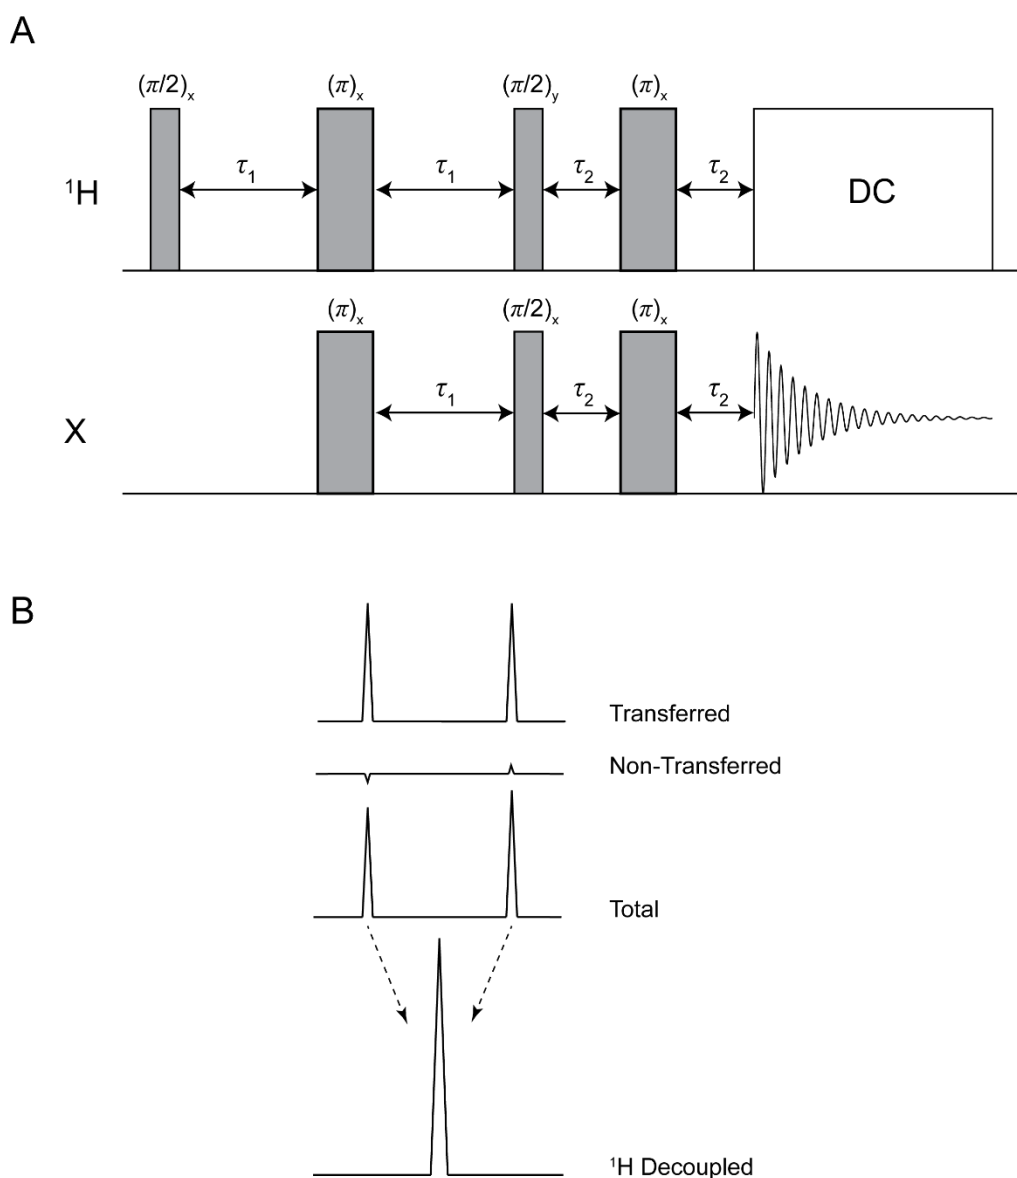 A
(π/2)x (π)x (π/2)y (π)x
τ1 τ1 τ2 τ2
¹H DC
(π)x (π/2)x (π)x
τ1 τ2 τ2
X
B
Transferred
Non-Transferred
Total
¹H Decoupled